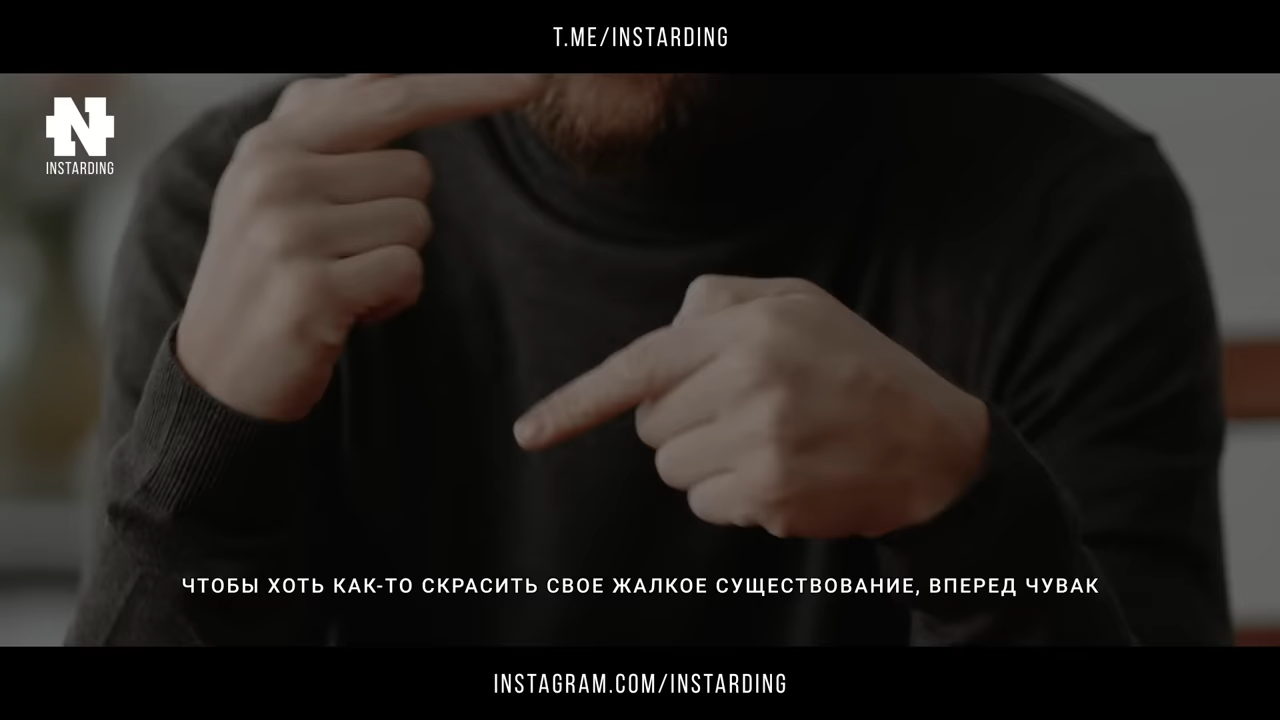 T.ME/INSTARDING
N
INSTARDING
ЧТОБЫ ХОТЬ КАК-ТО СКРАСИТЬ СВОЕ ЖАЛКОЕ СУЩЕСТВОВАНИЕ, ВПЕРЕД ЧУВАК
INSTAGRAM.COM/INSTARDING